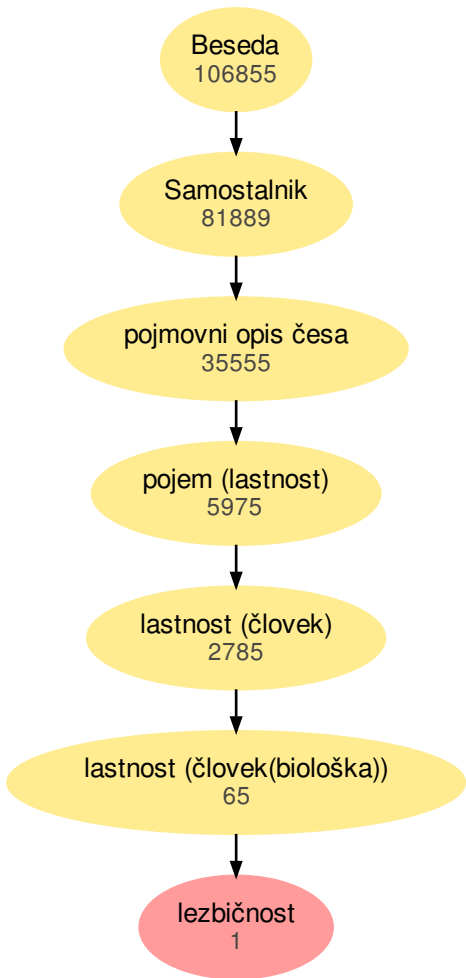 Beseda
106855
Samostalnik
81889
pojmovni opis česa
35555
pojem (lastnost)
5975
lastnost (človek)
2785
lastnost (človek(biološka))
65
lezbičnost
1